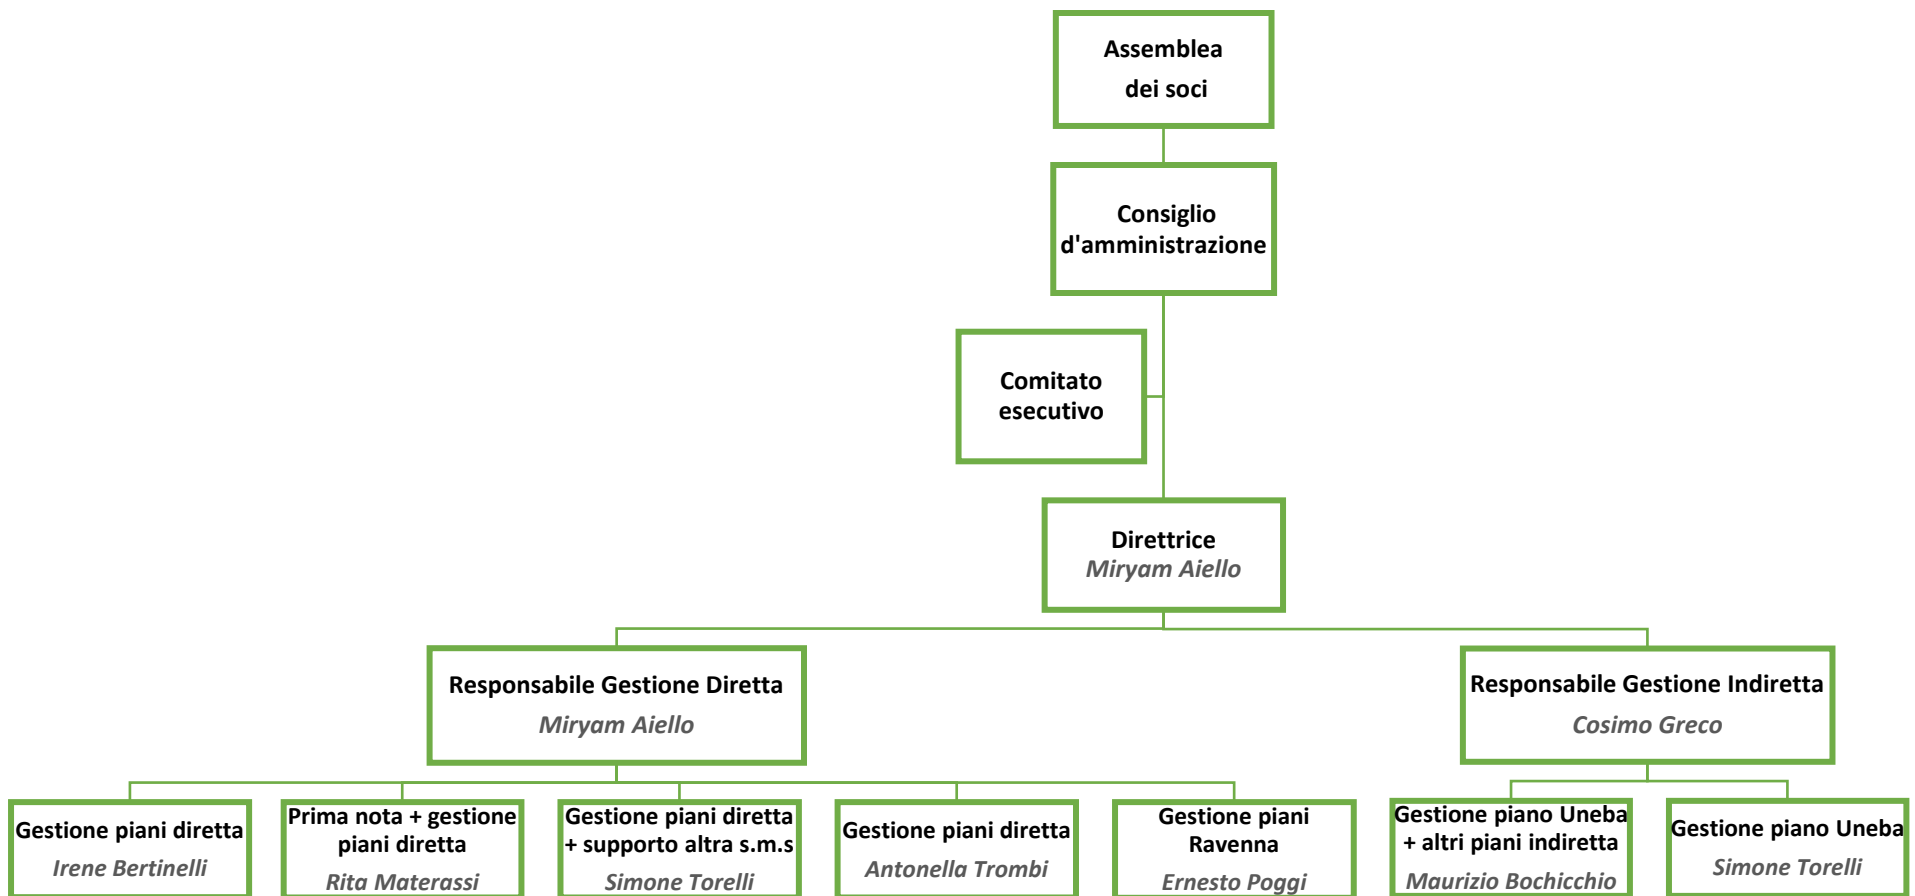 Assemblea
dei soci
Consiglio
d'amministrazione
Comitato
esecutivo
Direttrice
Miryam Aiello
Responsabile Gestione Diretta
Miryam Aiello
Responsabile Gestione Indiretta
Cosimo Greco
Gestione piani diretta
Irene Bertinelli
Prima nota + gestione
piani diretta
Rita Materassi
Gestione piani diretta
+ supporto altra s.m.s
Simone Torelli
Gestione piani diretta
Antonella Trombi
Gestione piani
Ravenna
Ernesto Poggi
Gestione piano Uneba
+ altri piani indiretta
Maurizio Bochicchio
Gestione piano Uneba
Simone Torelli